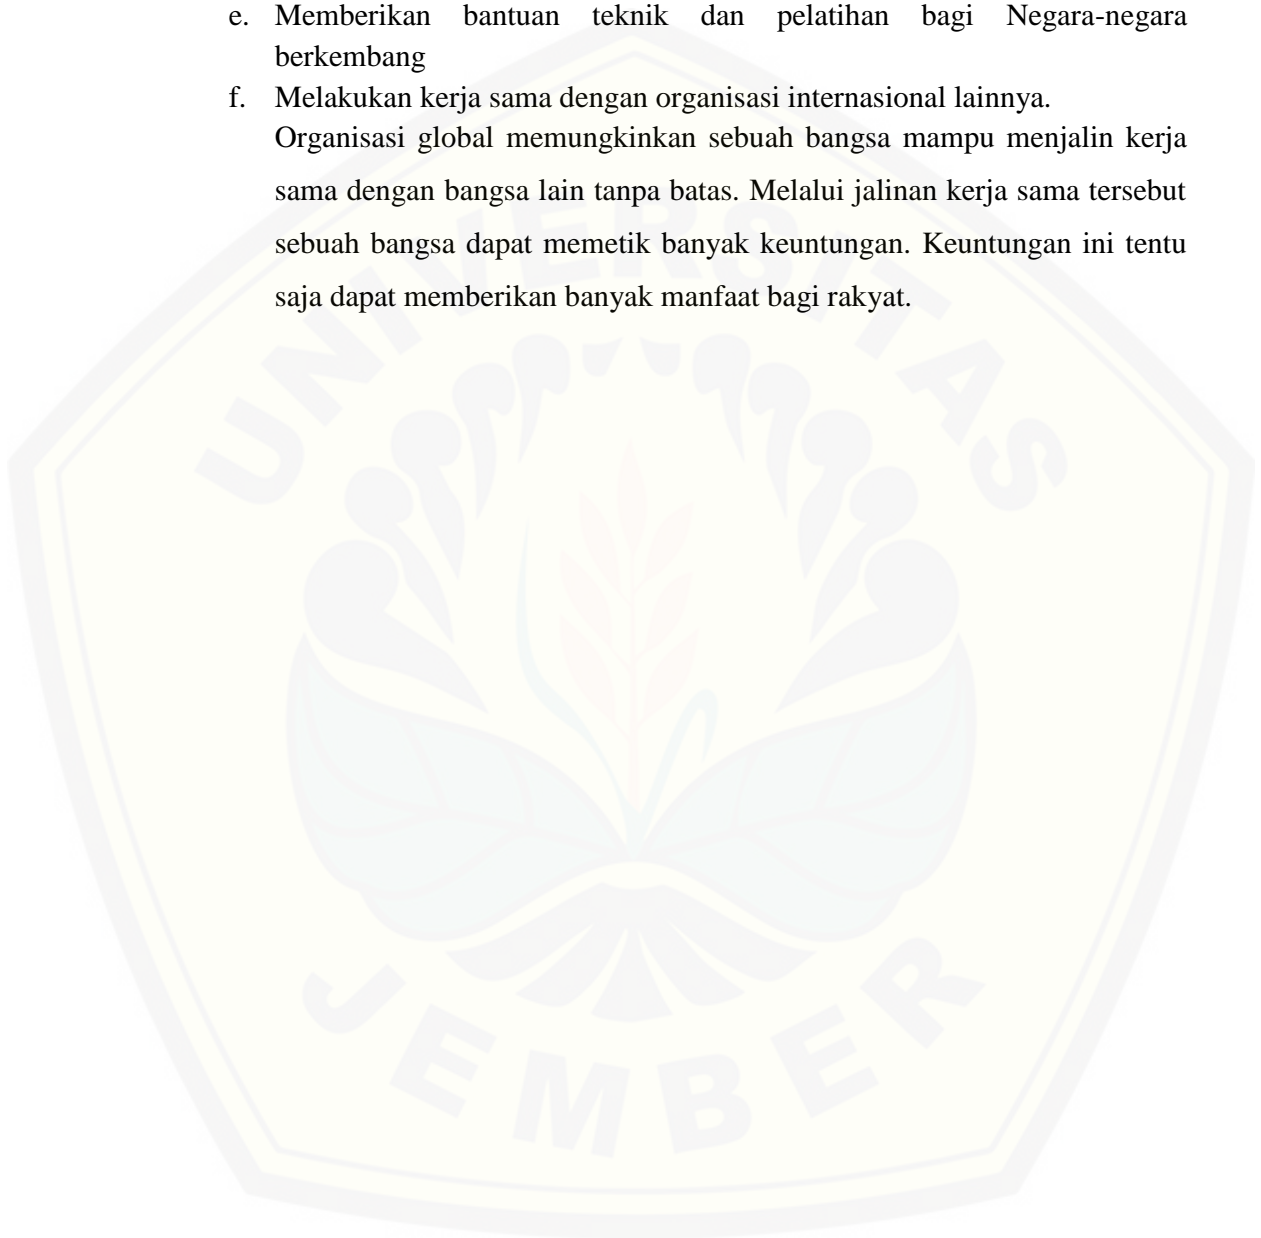 e. Memberikan bantuan teknik dan pelatihan bagi Negara-negara
berkembang
f. Melakukan kerja sama dengan organisasi internasional lainnya.
Organisasi global memungkinkan sebuah bangsa mampu menjalin kerja
sama dengan bangsa lain tanpa batas. Melalui jalinan kerja sama tersebut
sebuah bangsa dapat memetik banyak keuntungan. Keuntungan ini tentu
saja dapat memberikan banyak manfaat bagi rakyat.
UNIVERSITAS
JEMBER